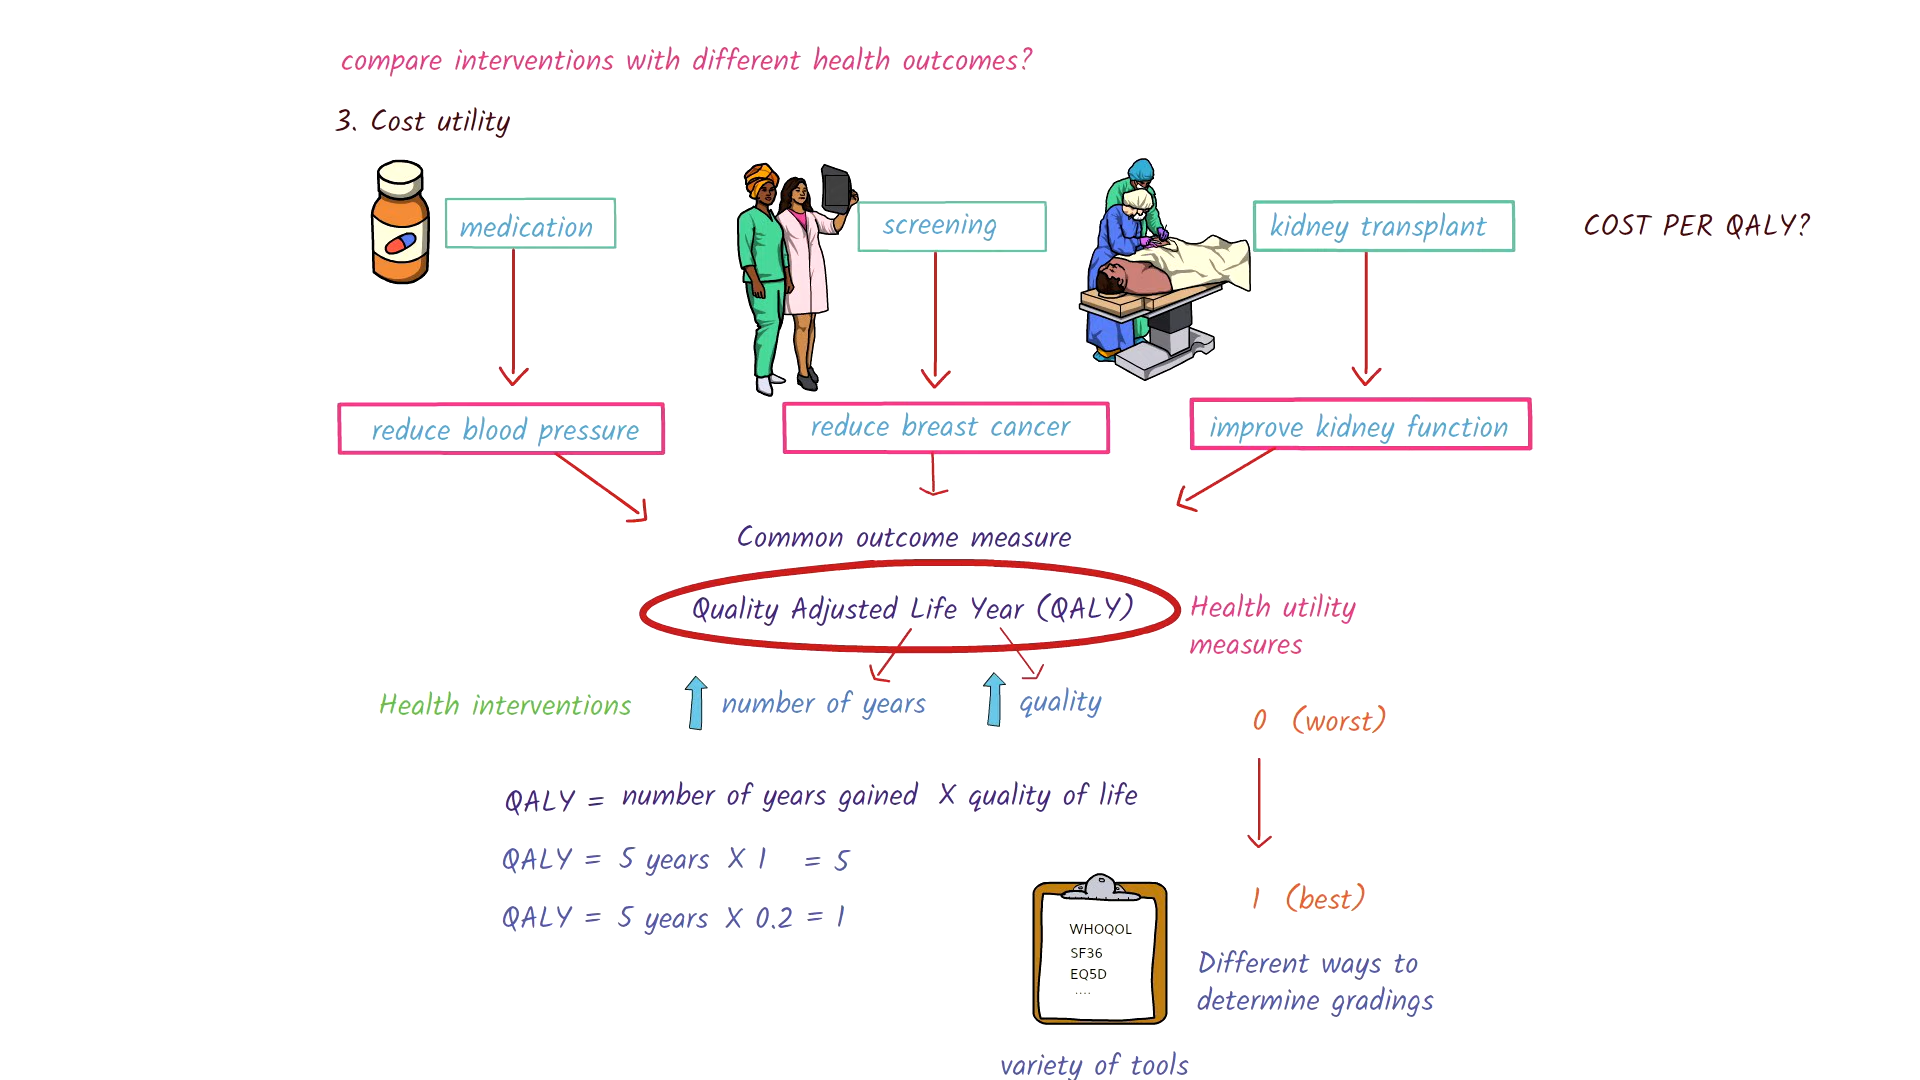 compare interventions with different health outcomes?
3. Cost utility
medication
screening
kidney transplant
COST PER QALY?
reduce blood pressure
reduce breast cancer
improve kidney function
Common outcome measure
Quality Adjusted Life Year (QALY)
Health utility
measures
Health interventions
number of years
quality
0 (worst)
QALY = number of years gained X quality of life
QALY = 5 years X 1 = 5
QALY = 5 years X 0.2 = 1
1 (best)
WHOQOL
SF36
EQ5D
....
Different ways to
determine gradings
variety of tools